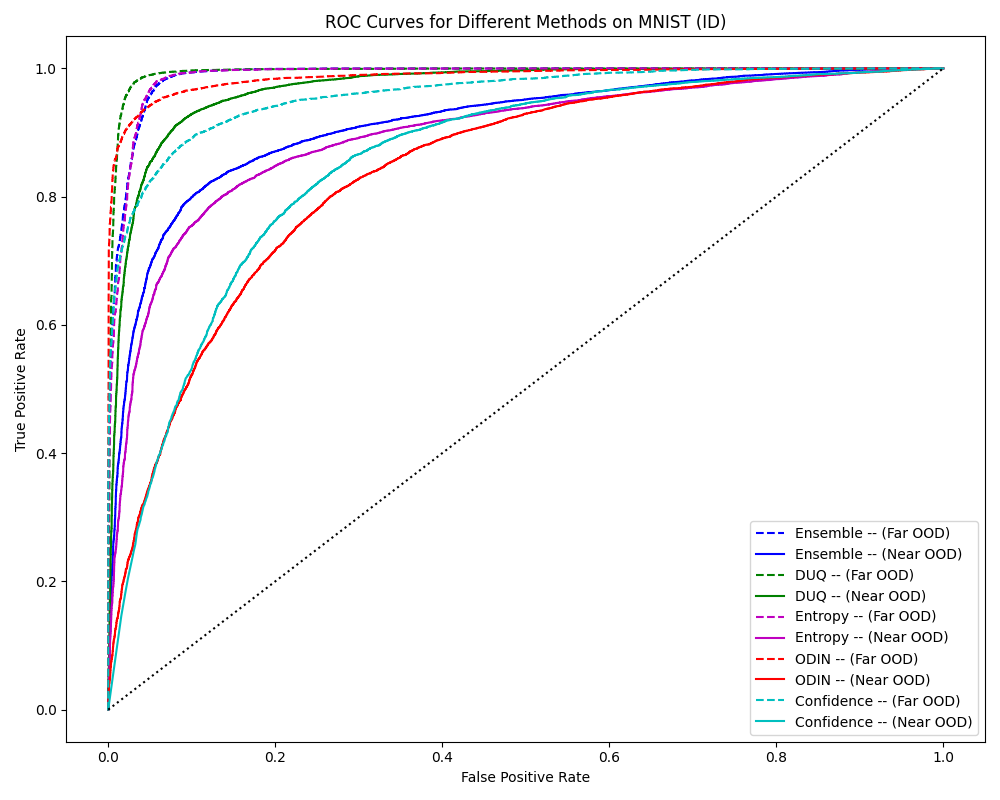 ROC Curves for Different Methods on MNIST (ID)
True Positive Rate
1.0
0.8
0.6
0.4
0.2
0.0
Ensemble -- (Far OOD)
Ensemble -- (Near OOD)
DUQ -- (Far OOD)
DUQ -- (Near OOD)
Entropy -- (Far OOD)
Entropy -- (Near OOD)
ODIN -- (Far OOD)
ODIN -- (Near OOD)
Confidence -- (Far OOD)
Confidence -- (Near OOD)
0.0 0.2 0.4 0.6 0.8 1.0
False Positive Rate